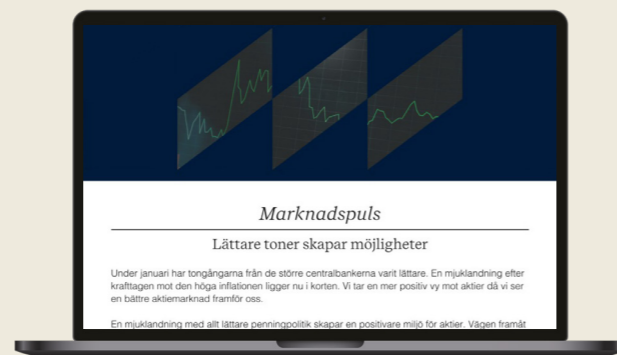 Marknadspuls
Lättare toner skapar möjligheter
Under januari har tongångarna från de större centralbankerna varit lättare. En mjuklandning efter
krafttagen mot den höga inflationen ligger nu i korten. Vi tar en mer positiv vy mot aktier då vi ser
en bättre aktiemarknad framför oss.
En mjuklandning med allt lättare penningpolitik skapar en positivare miljö för aktier. Vägen framåt